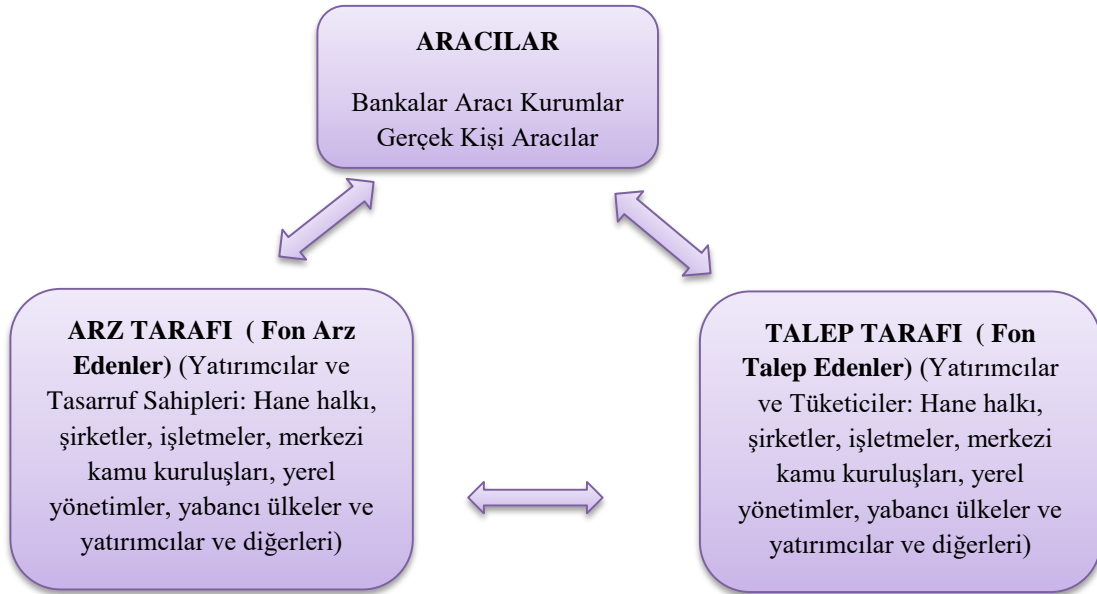 ARACILAR
Bankalar Aracı Kurumlar
Gerçek Kişi Aracılar
ARZ TARAFI ( Fon Arz
Edenler) (Yatırımcılar ve
Tasarruf Sahipleri: Hane halkı,
şirketler, işletmeler, merkezi
kamu kuruluşları, yerel
yönetimler, yabancı ülkeler ve
yatırımcılar ve diğerleri)
TALEP TARAFI ( Fon
Talep Edenler) (Yatırımcılar
ve Tüketiciler: Hane halkı,
şirketler, işletmeler, merkezi
kamu kuruluşları, yerel
yönetimler, yabancı ülkeler ve
yatırımcılar ve diğerleri)